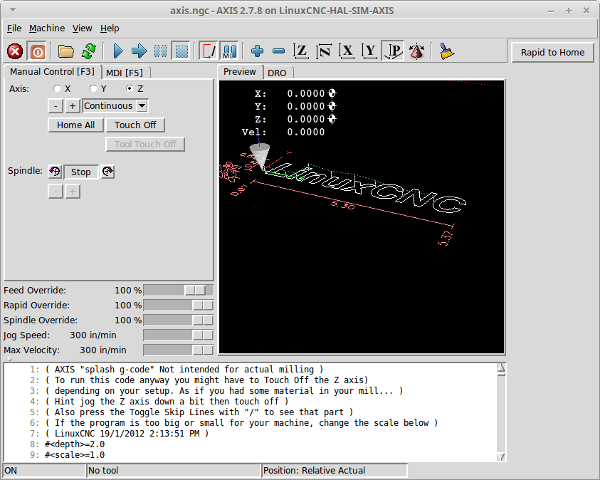 axis.ngc - AXIS 2.7.8 on LinuxCNC-HAL-SIM-AXIS
File Machine View Help
Z N Z X Y P
Rapid to Home
Manual Control [F3] MDI [F5]
Preview DRO
Axis: X Y Z
- + Continuous
Home All Touch Off
Tool Touch Off
Spindle: Stop
- +
X: 0.0000
Y: 0.0000
Z: 0.0000
Vel: 0.0000
LinuxCNC
5.30
Feed Override: 100 %
Rapid Override: 100 %
Spindle Override: 100 %
Jog Speed: 300 in/min
Max Velocity: 300 in/min
1: ( AXIS "splash g-code" Not intended for actual milling )
2: ( To run this code anyway you might have to Touch Off the Z axis)
3: ( depending on your setup. As if you had some material in your mill... )
4: ( Hint jog the Z axis down a bit then touch off )
5: ( Also press the Toggle Skip Lines with "/" to see that part )
6: ( If the program is too big or small for your machine, change the scale below )
7: ( LinuxCNC 19/1/2012 2:13:51 PM )
8: #<depth>=2.0
9: #<scale>=1.0
ON No tool Position: Relative Actual